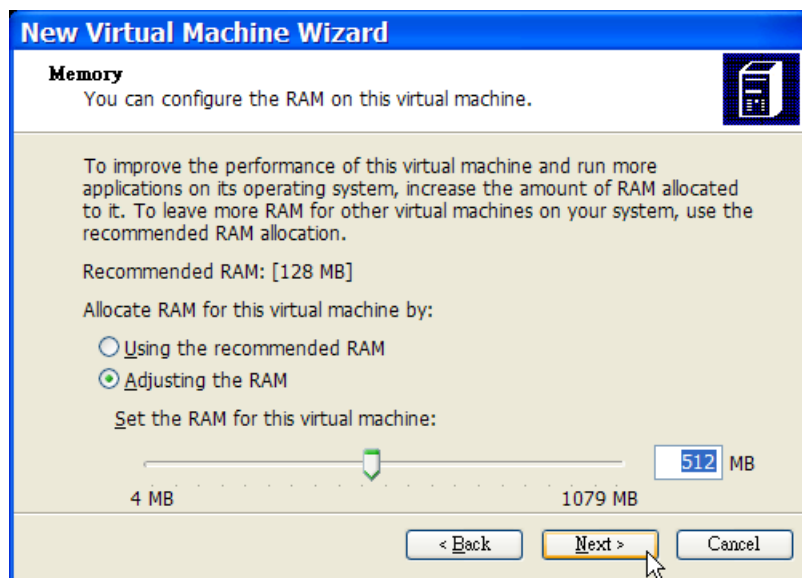 New Virtual Machine Wizard
Memory
You can configure the RAM on this virtual machine.
To improve the performance of this virtual machine and run more
applications on its operating system, increase the amount of RAM allocated
to it. To leave more RAM for other virtual machines on your system, use the
recommended RAM allocation.
Recommended RAM: [128 MB]
Allocate RAM for this virtual machine by:
Using the recommended RAM
Adjusting the RAM
Set the RAM for this virtual machine:
512 MB
4 MB 1079 MB
< Back Next > Cancel